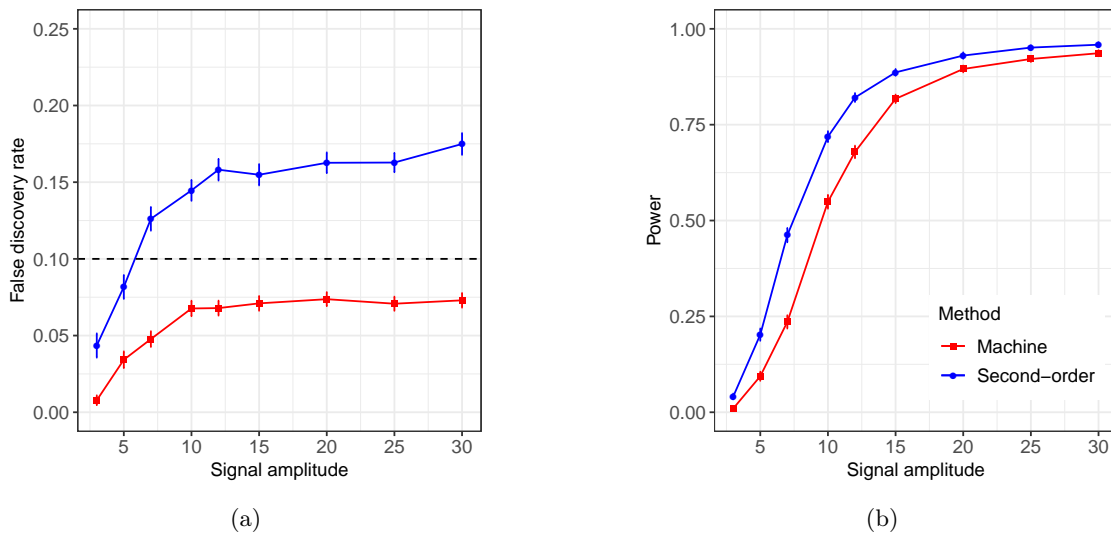 False discovery rate
0.25
0.20
0.15
0.10
0.05
0.00
5 10 15 20 25 30
Signal amplitude
(a)
Power
1.00
0.75
0.50
0.25
0.00
Method
Machine
Second−order
5 10 15 20 25 30
Signal amplitude
(b)